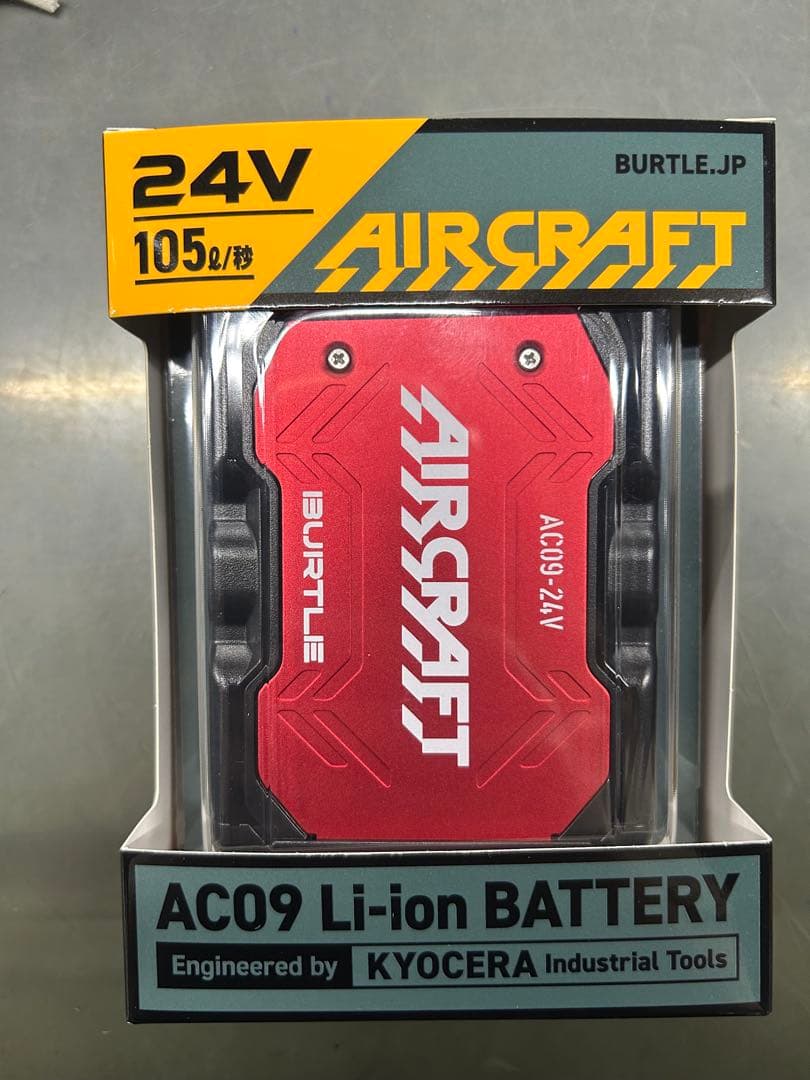 24V
105ℓ/秒
BURTLE.JP
AIRCRAFT
AIRCRAFT
BURTLE
AC09-24V
AC09 Li-ion BATTERY
Engineered by KYOCERA Industrial Tools